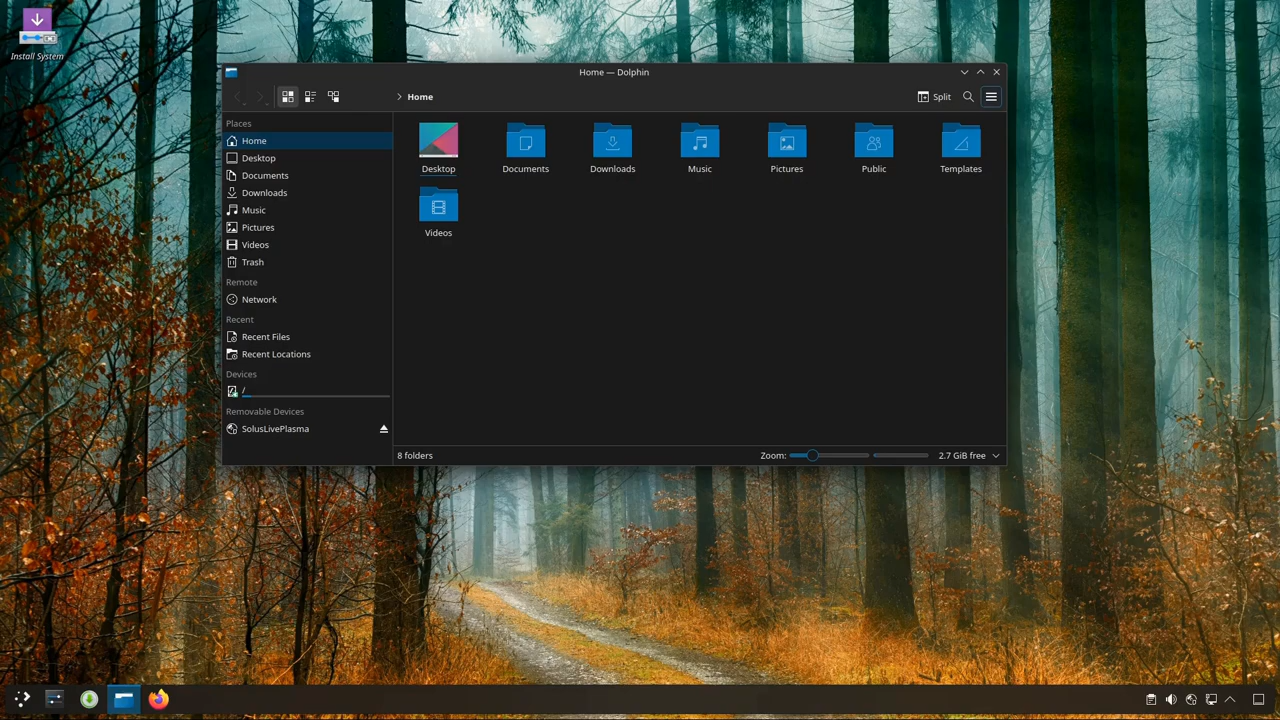 Install System
Home — Dolphin
Home
Split
Places
Home
Desktop
Documents
Downloads
Music
Pictures
Videos
Trash
Remote
Network
Recent
Recent Files
Recent Locations
Devices
/
Removable Devices
SolusLivePlasma
Desktop
Documents
Downloads
Music
Pictures
Public
Templates
Videos
8 folders
Zoom:
2.7 GiB free